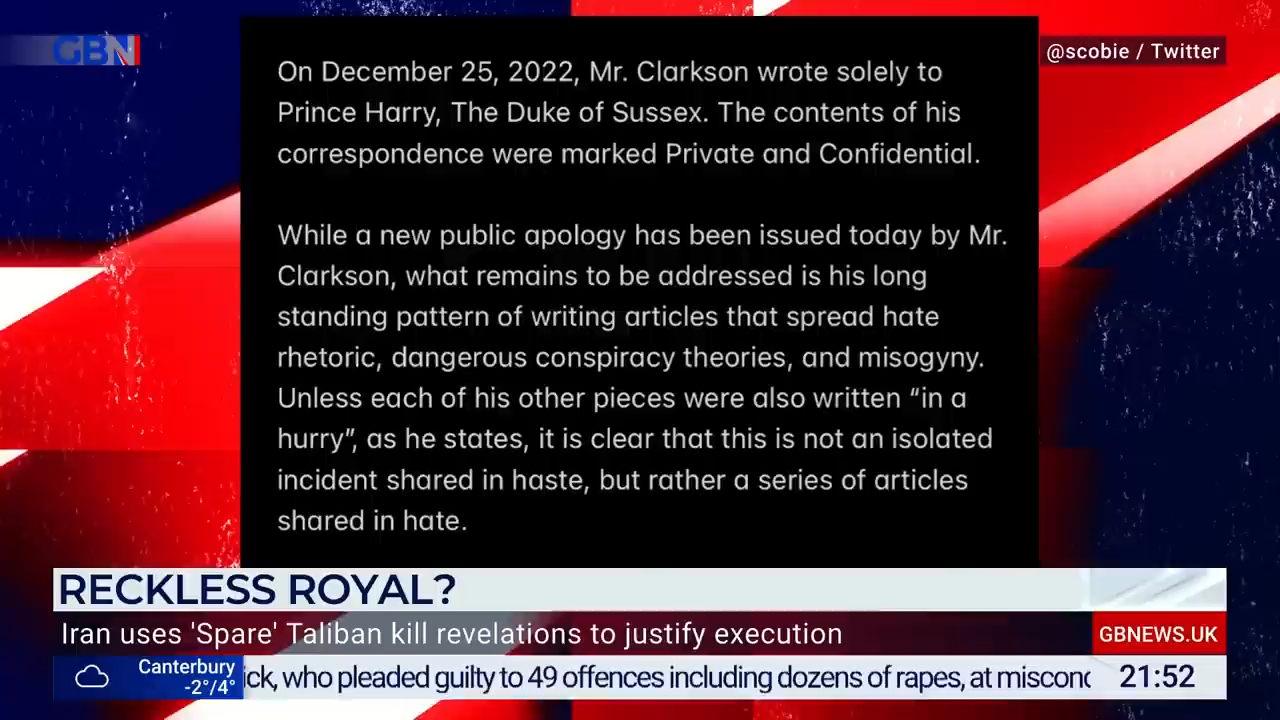 GBN
@scobie / Twitter
On December 25, 2022, Mr. Clarkson wrote solely to
Prince Harry, The Duke of Sussex. The contents of his
correspondence were marked Private and Confidential.
While a new public apology has been issued today by Mr.
Clarkson, what remains to be addressed is his long
standing pattern of writing articles that spread hate
rhetoric, dangerous conspiracy theories, and misogyny.
Unless each of his other pieces were also written “in a
hurry”, as he states, it is clear that this is not an isolated
incident shared in haste, but rather a series of articles
shared in hate.
RECKLESS ROYAL?
Iran uses 'Spare' Taliban kill revelations to justify execution
GBNEWS.UK
Canterbury
-2°/4°
ick, who pleaded guilty to 49 offences including dozens of rapes, at miscond
21:52